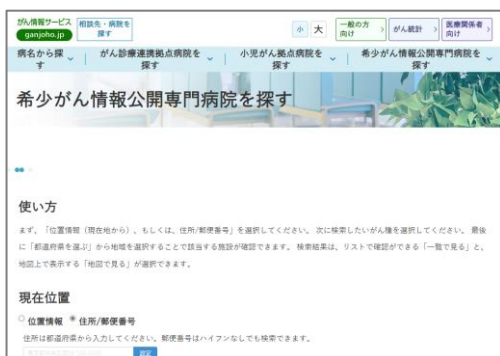 がん情報サービス
ganjoho.jp
相談先・病院を
探す
小 大
一般の方
向け
がん統計
医療関係者
向け
病名から探
す
がん診療連携拠点病院を
探す
小児がん拠点病院を
探す
希少がん情報公開専門病院を
探す
希少がん情報公開専門病院を探す
使い方
まず、「位置情報(現在地から)、もしくは、住所/郵便番号」を選択してください。 次に検索したいがん種を選択してください。 最後
に「都道府県を選ぶ」から地域を選択することで該当する施設が確認できます。 検索結果は、リストで確認ができる「一覧で見る」と、
地図上で表示する「地図で見る」が選択できます。
現在位置
位置情報 住所/郵便番号
住所は都道府県から入力してください。郵便番号はハイフンなしでも検索できます。
設定